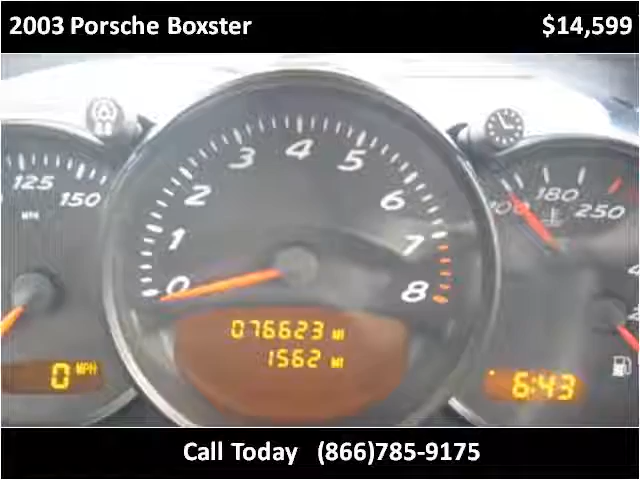 2003 Porsche Boxster $14,599
125 150 MPH
0 1 2 3 4 5 6 7 8
100 180 250
076623 MI
1562 MI
0 MPH
6:43
Call Today (866)785-9175